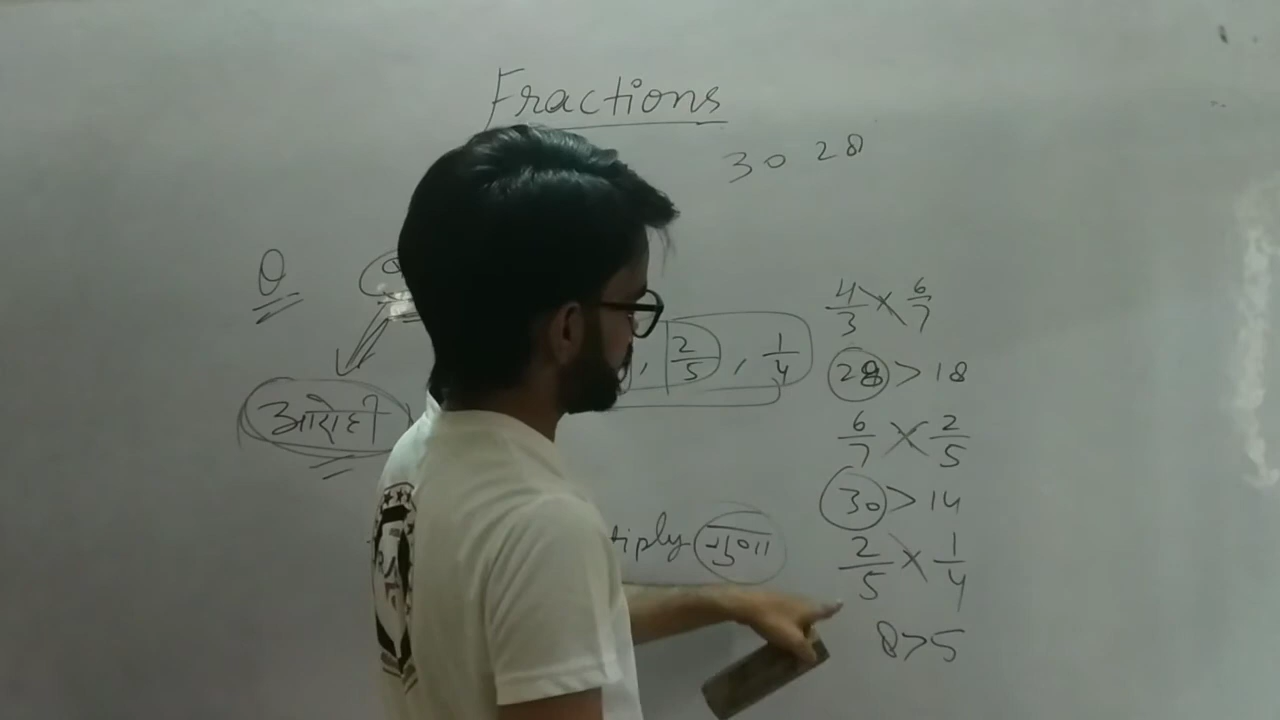 Fractions
30 28
Q
2/5 , 1/4
आरोही
tiply गुणा
4/3 × 6/7
28 > 18
6/7 × 2/5
30 > 14
2/5 × 1/4
8 > 5